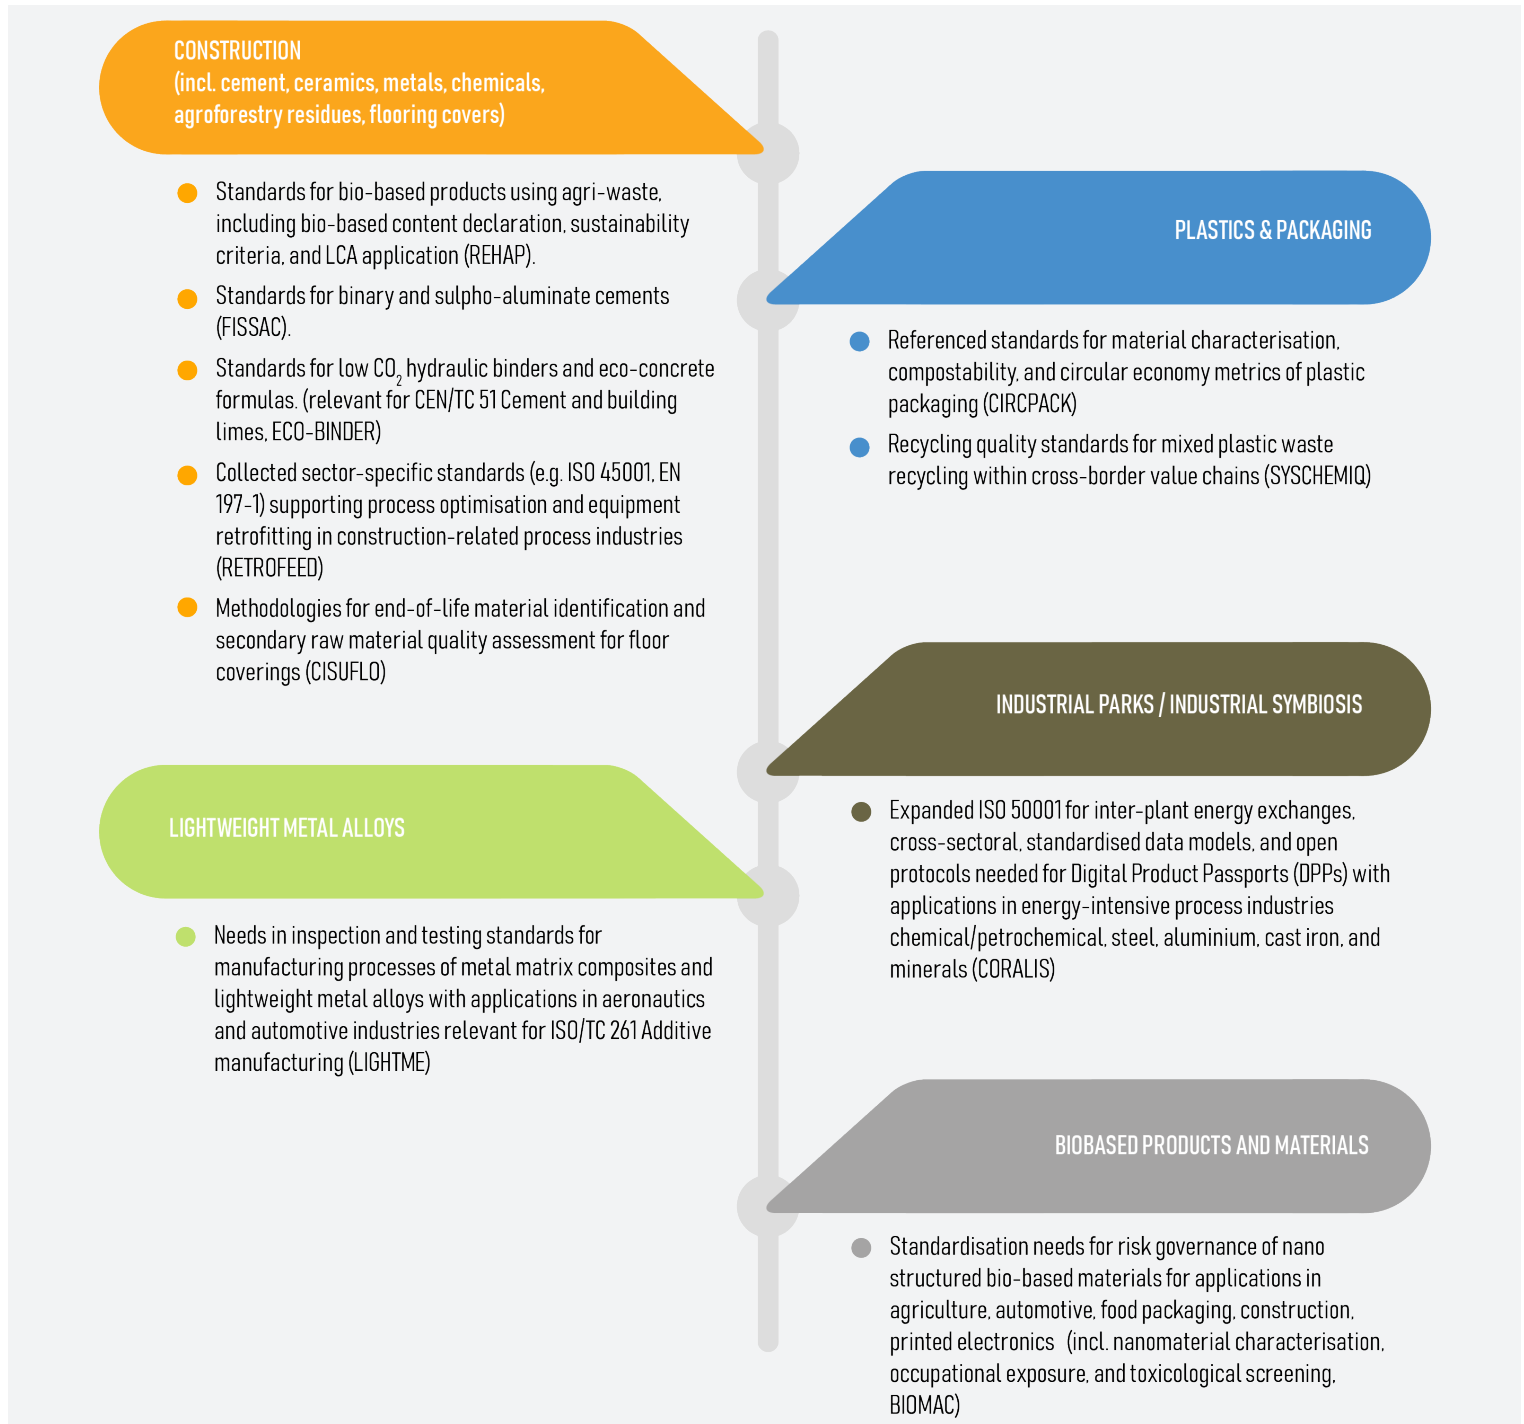 CONSTRUCTION
(incl. cement, ceramics, metals, chemicals,
agroforestry residues, flooring covers)
Standards for bio-based products using agri-waste,
including bio-based content declaration, sustainability
criteria, and LCA application (REHAP).
Standards for binary and sulpho-aluminate cements
(FISSAC).
Standards for low CO2 hydraulic binders and eco-concrete
formulas. (relevant for CEN/TC 51 Cement and building
limes, ECO-BINDER)
Collected sector-specific standards (e.g. ISO 45001, EN
197-1) supporting process optimisation and equipment
retrofitting in construction-related process industries
(RETROFEED)
Methodologies for end-of-life material identification and
secondary raw material quality assessment for floor
coverings (CISUFLO)
PLASTICS & PACKAGING
Referenced standards for material characterisation,
compostability, and circular economy metrics of plastic
packaging (CIRCPACK)
Recycling quality standards for mixed plastic waste
recycling within cross-border value chains (SYSCHEMIQ)
INDUSTRIAL PARKS / INDUSTRIAL SYMBIOSIS
Expanded ISO 50001 for inter-plant energy exchanges,
cross-sectoral, standardised data models, and open
protocols needed for Digital Product Passports (DPPs) with
applications in energy-intensive process industries
chemical/petrochemical, steel, aluminium, cast iron, and
minerals (CORALIS)
LIGHTWEIGHT METAL ALLOYS
Needs in inspection and testing standards for
manufacturing processes of metal matrix composites and
lightweight metal alloys with applications in aeronautics
and automotive industries relevant for ISO/TC 261 Additive
manufacturing (LIGHTME)
BIOBASED PRODUCTS AND MATERIALS
Standardisation needs for risk governance of nano
structured bio-based materials for applications in
agriculture, automotive, food packaging, construction,
printed electronics (incl. nanomaterial characterisation,
occupational exposure, and toxicological screening,
BIOMAC)